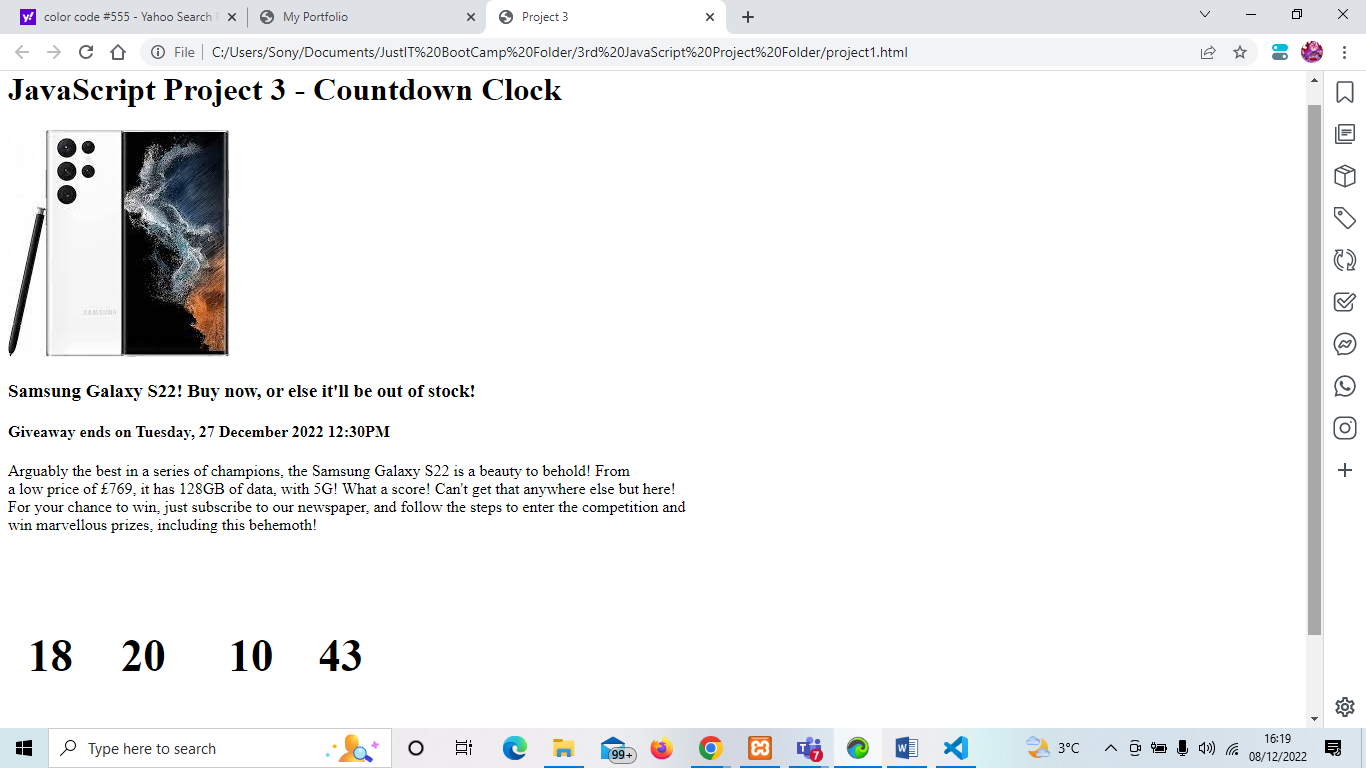 color code #555 - Yahoo Search
My Portfolio
Project 3
File
C:/Users/Sony/Documents/JustIT%20BootCamp%20Folder/3rd%20JavaScript%20Project%20Folder/project1.html
JavaScript Project 3 - Countdown Clock
SAMSUNG
Samsung Galaxy S22! Buy now, or else it'll be out of stock!
Giveaway ends on Tuesday, 27 December 2022 12:30PM
Arguably the best in a series of champions, the Samsung Galaxy S22 is a beauty to behold! From
a low price of £769, it has 128GB of data, with 5G! What a score! Can't get that anywhere else but here!
For your chance to win, just subscribe to our newspaper, and follow the steps to enter the competition and
win marvellous prizes, including this behemoth!
18 20 10 43
Type here to search
99+
7
3°C
16:19
08/12/2022